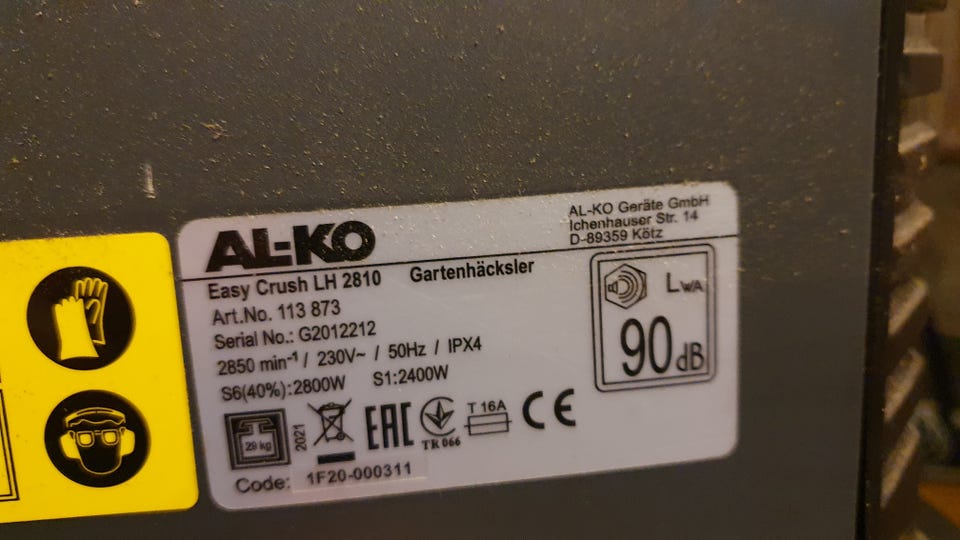 AL-KO
AL-KO Geräte GmbH
Ichenhauser Str. 14
D-89359 Kötz
Easy Crush LH 2810 Gartenhäcksler
Art.No. 113 873
Serial No.: G2012212
2850 min⁻¹ / 230V~ / 50Hz / IPX4
S6(40%):2800W S1:2400W
LWA
90dB
29 kg
2021
EAC
TR 066
T 16A
CE
Code: 1F20-000311